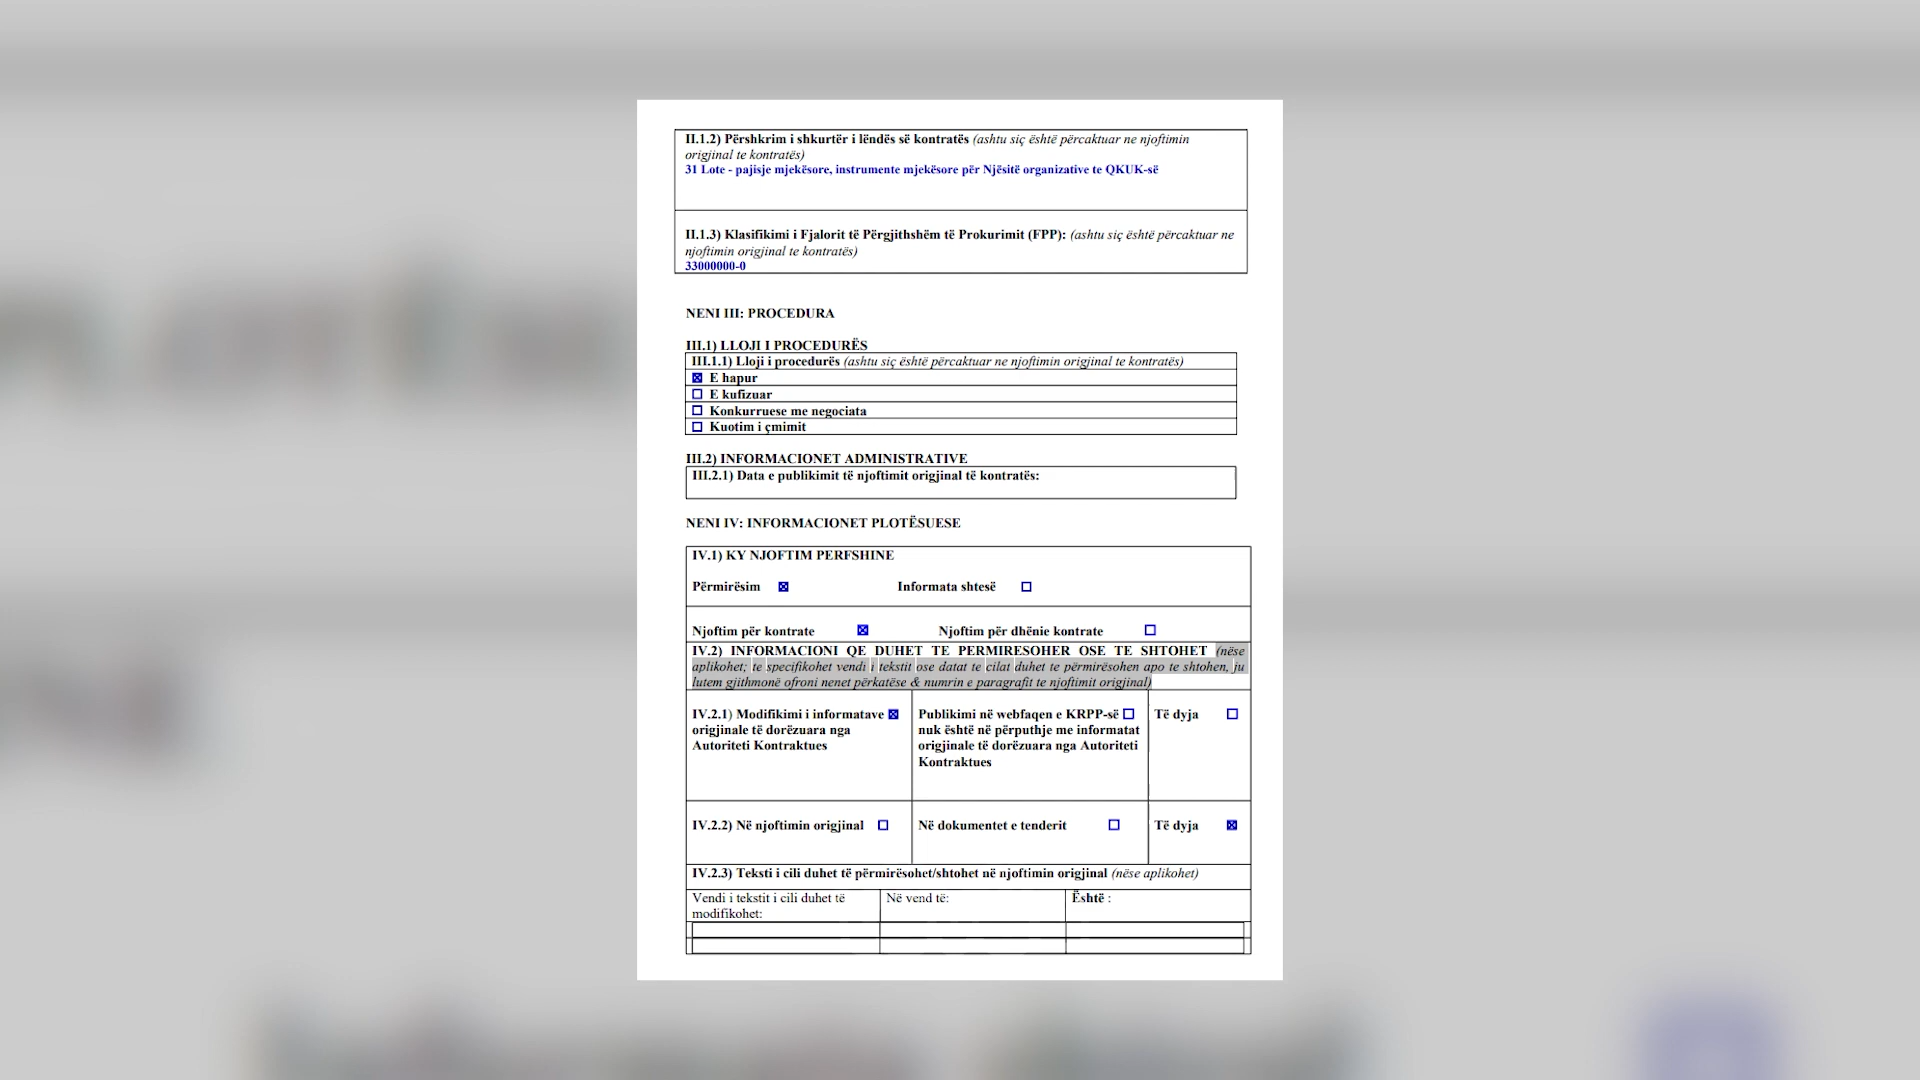 II.1.2) Përshkrim i shkurtër i lëndës së kontratës (ashtu siç është përcaktuar ne njoftimin
origjinal te kontratës)
31 Lote - pajisje mjekësore, instrumente mjekësore për Njësitë organizative te QKUK-së
II.1.3) Klasifikimi i Fjalorit të Përgjithshëm të Prokurimit (FPP): (ashtu siç është përcaktuar ne
njoftimin origjinal te kontratës)
33000000-0
NENI III: PROCEDURA
III.1) LLOJI I PROCEDURËS
III.1.1) Lloji i procedurës (ashtu siç është përcaktuar ne njoftimin origjinal te kontratës)
E hapur
E kufizuar
Konkurruese me negociata
Kuotim i çmimit
III.2) INFORMACIONET ADMINISTRATIVE
III.2.1) Data e publikimit të njoftimit origjinal të kontratës:
NENI IV: INFORMACIONET PLOTËSUESE
IV.1) KY NJOFTIM PERFSHINE
Përmirësim Informata shtesë
Njoftim për kontrate Njoftim për dhënie kontrate
IV.2) INFORMACIONI QE DUHET TE PERMIRESOHER OSE TE SHTOHET (nëse
aplikohet; te specifikohet vendi i tekstit ose datat te cilat duhet te përmirësohen apo te shtohen, ju
lutem gjithmonë ofroni nenet përkatëse & numrin e paragrafit te njoftimit origjinal)
IV.2.1) Modifikimi i informatave
origjinale të dorëzuara nga
Autoriteti Kontraktues
Publikimi në webfaqen e KRPP-së
nuk është në përputhje me informatat
origjinale të dorëzuara nga Autoriteti
Kontraktues
Të dyja
IV.2.2) Në njoftimin origjinal Në dokumentet e tenderit Të dyja
IV.2.3) Teksti i cili duhet të përmirësohet/shtohet në njoftimin origjinal (nëse aplikohet)
Vendi i tekstit i cili duhet të
modifikohet:
Në vend të:
Është :